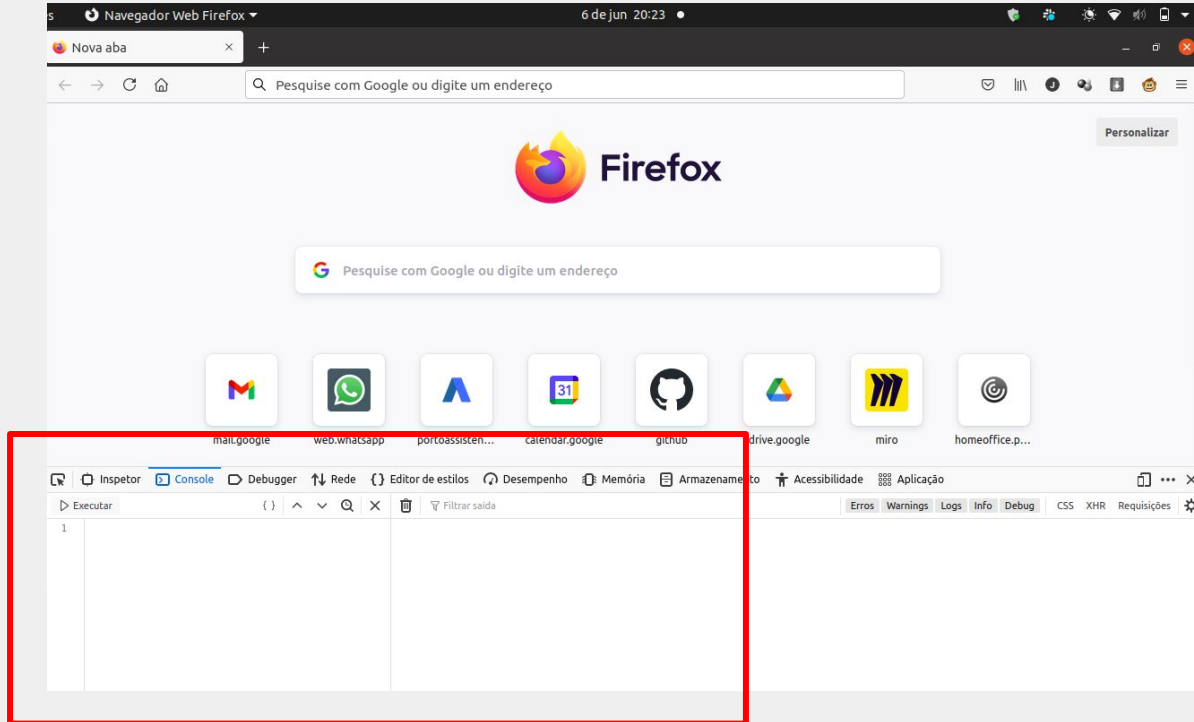 s Navegador Web Firefox 6 de jun 20:23
Nova aba
Pesquise com Google ou digite um endereço
Personalizar
Firefox
Pesquise com Google ou digite um endereço
31
mail.google web.whatsapp portoassisten... calendar.google github drive.google miro homeoffice.p...
Inspetor Console Debugger Rede {} Editor de estilos Desempenho Memória Armazenamento Acessibilidade Aplicação
Executar { } Filtrar saída Erros Warnings Logs Info Debug CSS XHR Requisições
1